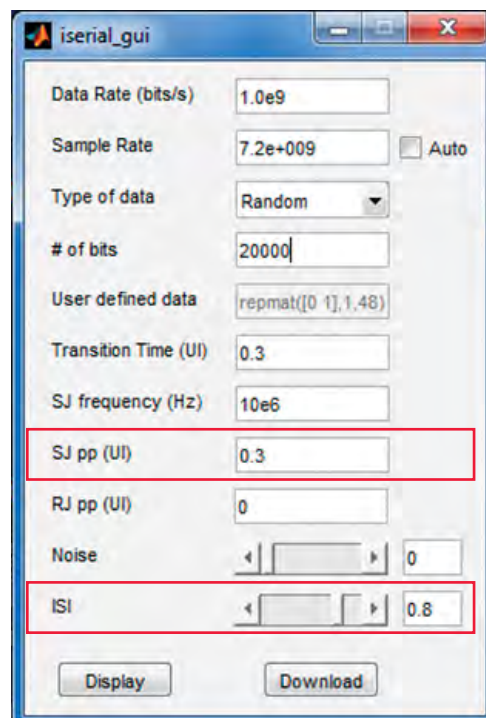 iserial_gui
Data Rate (bits/s) 1.0e9
Sample Rate 7.2e+009 Auto
Type of data Random
# of bits 20000
User defined data repmat([0 1],1,48)
Transition Time (UI) 0.3
SJ frequency (Hz) 10e6
SJ pp (UI) 0.3
RJ pp (UI) 0
Noise 0
ISI 0.8
Display Download